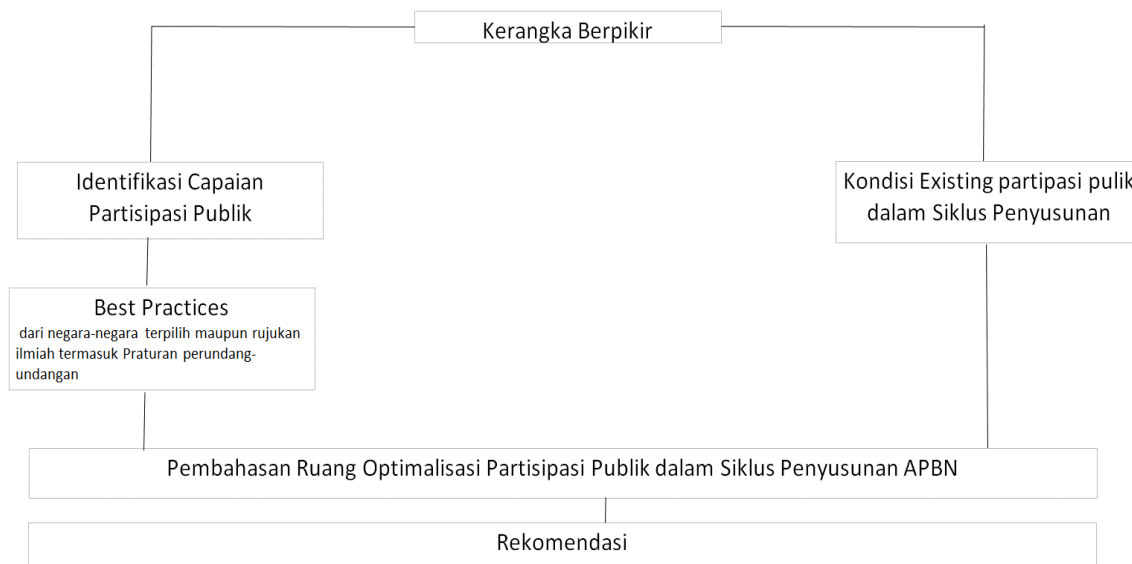 Kerangka Berpikir
Identifikasi Capaian
Partisipasi Publik
Kondisi Existing partipasi pulik
dalam Siklus Penyusunan
Best Practices
dari negara-negara terpilih maupun rujukan
ilmiah termasuk Praturan perundang-
undangan
Pembahasan Ruang Optimalisasi Partisipasi Publik dalam Siklus Penyusunan APBN
Rekomendasi